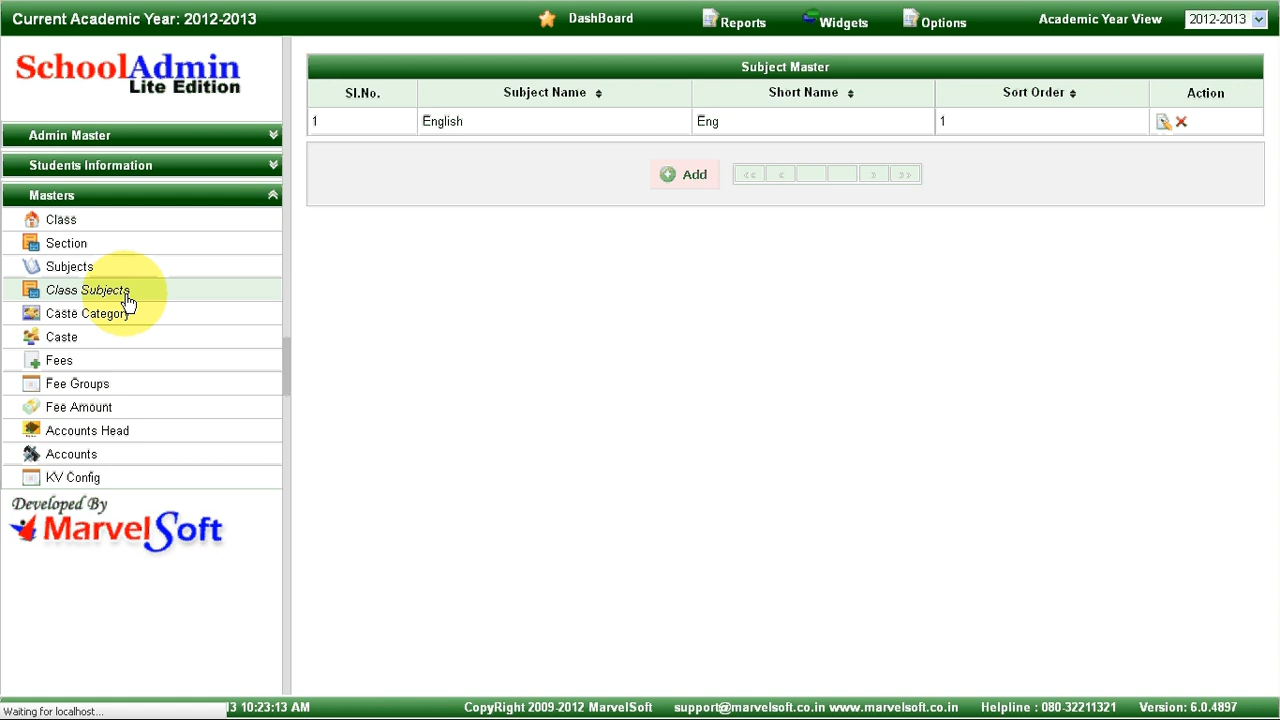 Current Academic Year: 2012-2013
DashBoard
Reports
Widgets
Options
Academic Year View
2012-2013
SchoolAdmin
Lite Edition
Admin Master
Students Information
Masters
Class
Section
Subjects
Class Subjects
Caste Category
Caste
Fees
Fee Groups
Fee Amount
Accounts Head
Accounts
KV Config
Developed By
MarvelSoft
Subject Master
Sl.No. Subject Name Short Name Sort Order Action
1 English Eng 1
Add << < > >>
Waiting for localhost...
13 10:23:13 AM
CopyRight 2009-2012 MarvelSoft
support@marvelsoft.co.in www.marvelsoft.co.in
Helpline : 080-32211321
Version: 6.0.4897